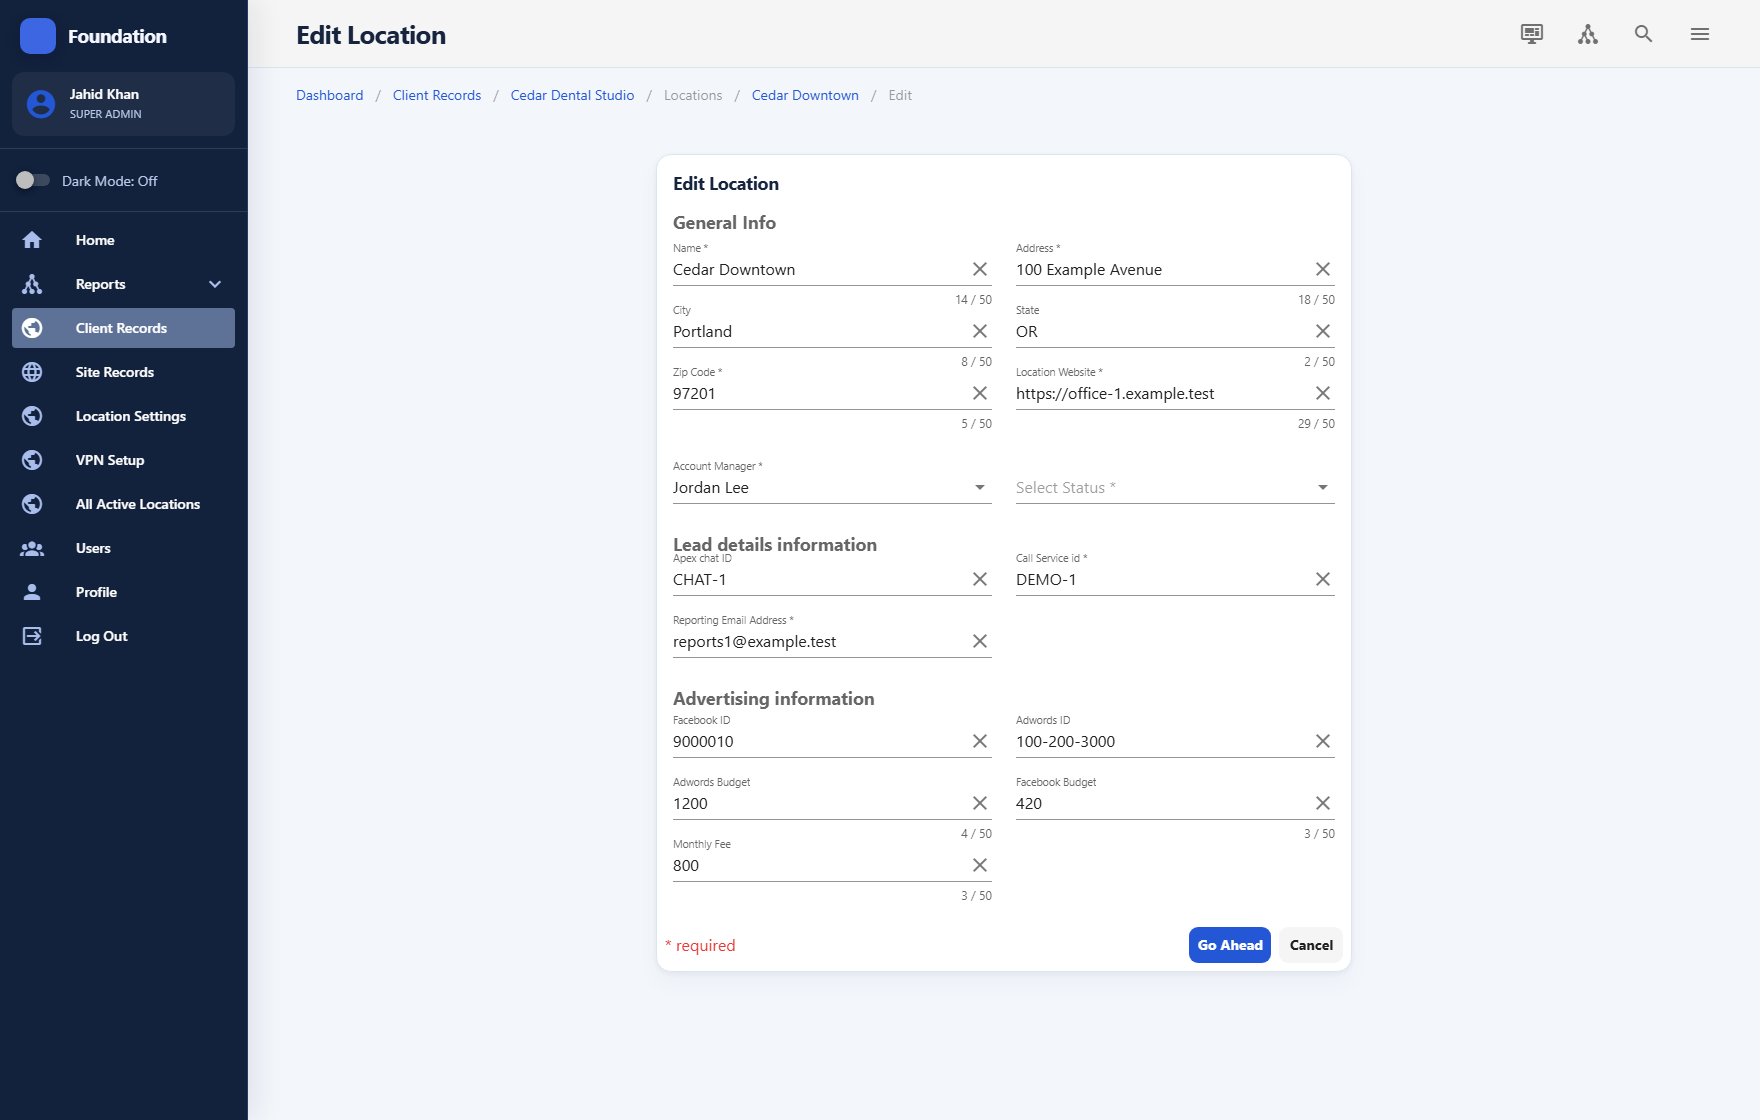 Foundation
Jahid Khan
SUPER ADMIN
Dark Mode: Off
Home
Reports
Client Records
Site Records
Location Settings
VPN Setup
All Active Locations
Users
Profile
Log Out
Edit Location
Dashboard / Client Records / Cedar Dental Studio / Locations / Cedar Downtown / Edit
Edit Location
General Info
Name * Address *
Cedar Downtown 100 Example Avenue
14 / 50 18 / 50
City State
Portland OR
8 / 50 2 / 50
Zip Code * Location Website *
97201 https://office-1.example.test
5 / 50 29 / 50
Account Manager *
Jordan Lee Select Status *
Lead details information
Apex chat ID Call Service id *
CHAT-1 DEMO-1
Reporting Email Address *
reports1@example.test
Advertising information
Facebook ID Adwords ID
9000010 100-200-3000
Adwords Budget Facebook Budget
1200 420
4 / 50 3 / 50
Monthly Fee
800
3 / 50
* required Go Ahead Cancel